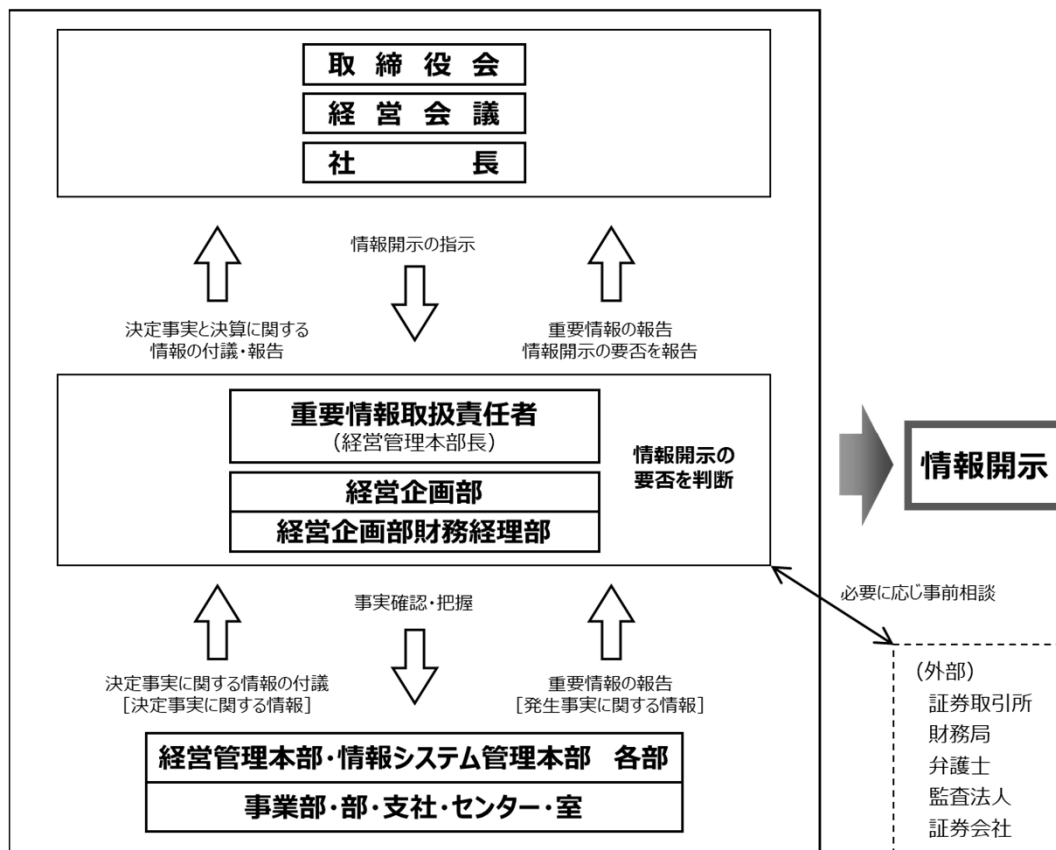 取締役会
経営会議
社長
情報開示の指示
決定事実と決算に関する
情報の付議・報告
重要情報の報告
情報開示の要否を報告
重要情報取扱責任者
（経営管理本部長）
経営企画部
経営企画部財務経理部
情報開示の
要否を判断
情報開示
事実確認・把握
必要に応じ事前相談
決定事実に関する情報の付議
[決定事実に関する情報]
重要情報の報告
[発生事実に関する情報]
経営管理本部・情報システム管理本部　各部
事業部・部・支社・センター・室
（外部）
証券取引所
財務局
弁護士
監査法人
証券会社